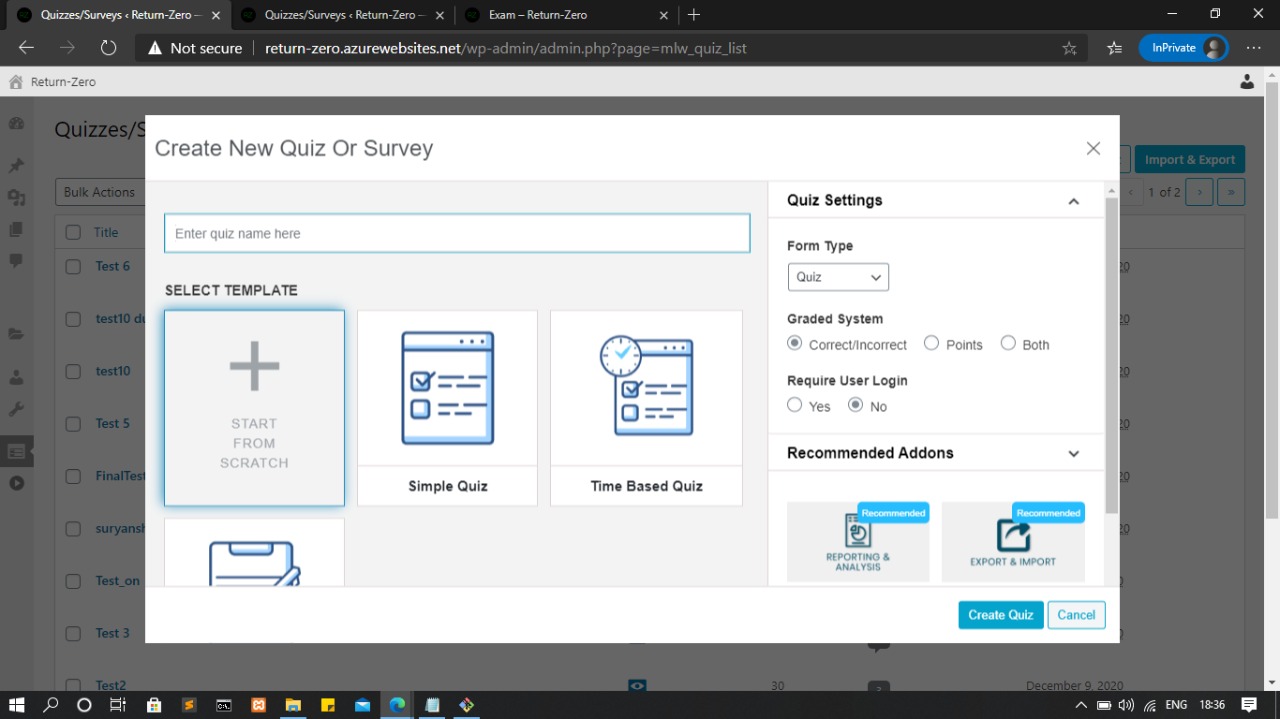 Quizzes/Surveys ‹ Return-Zero —
Quizzes/Surveys ‹ Return-Zero —
Exam – Return-Zero
Not secure
return-zero.azurewebsites.net/wp-admin/admin.php?page=mlw_quiz_list
InPrivate
Return-Zero
Quizzes/S
Create New Quiz Or Survey
Import & Export
Bulk Actions
1 of 2
Enter quiz name here
SELECT TEMPLATE
START
FROM
SCRATCH
Simple Quiz
Time Based Quiz
Quiz Settings
Form Type
Quiz
Graded System
Correct/Incorrect
Points
Both
Require User Login
Yes
No
Recommended Addons
Recommended
REPORTING &
ANALYSIS
Recommended
EXPORT & IMPORT
Create Quiz
Cancel
Title
Test 6
test10 du
test10
Test 5
FinalTest
suryansh
Test_on
Test 3
Test2
30
2
December 9, 2020
ENG
18:36